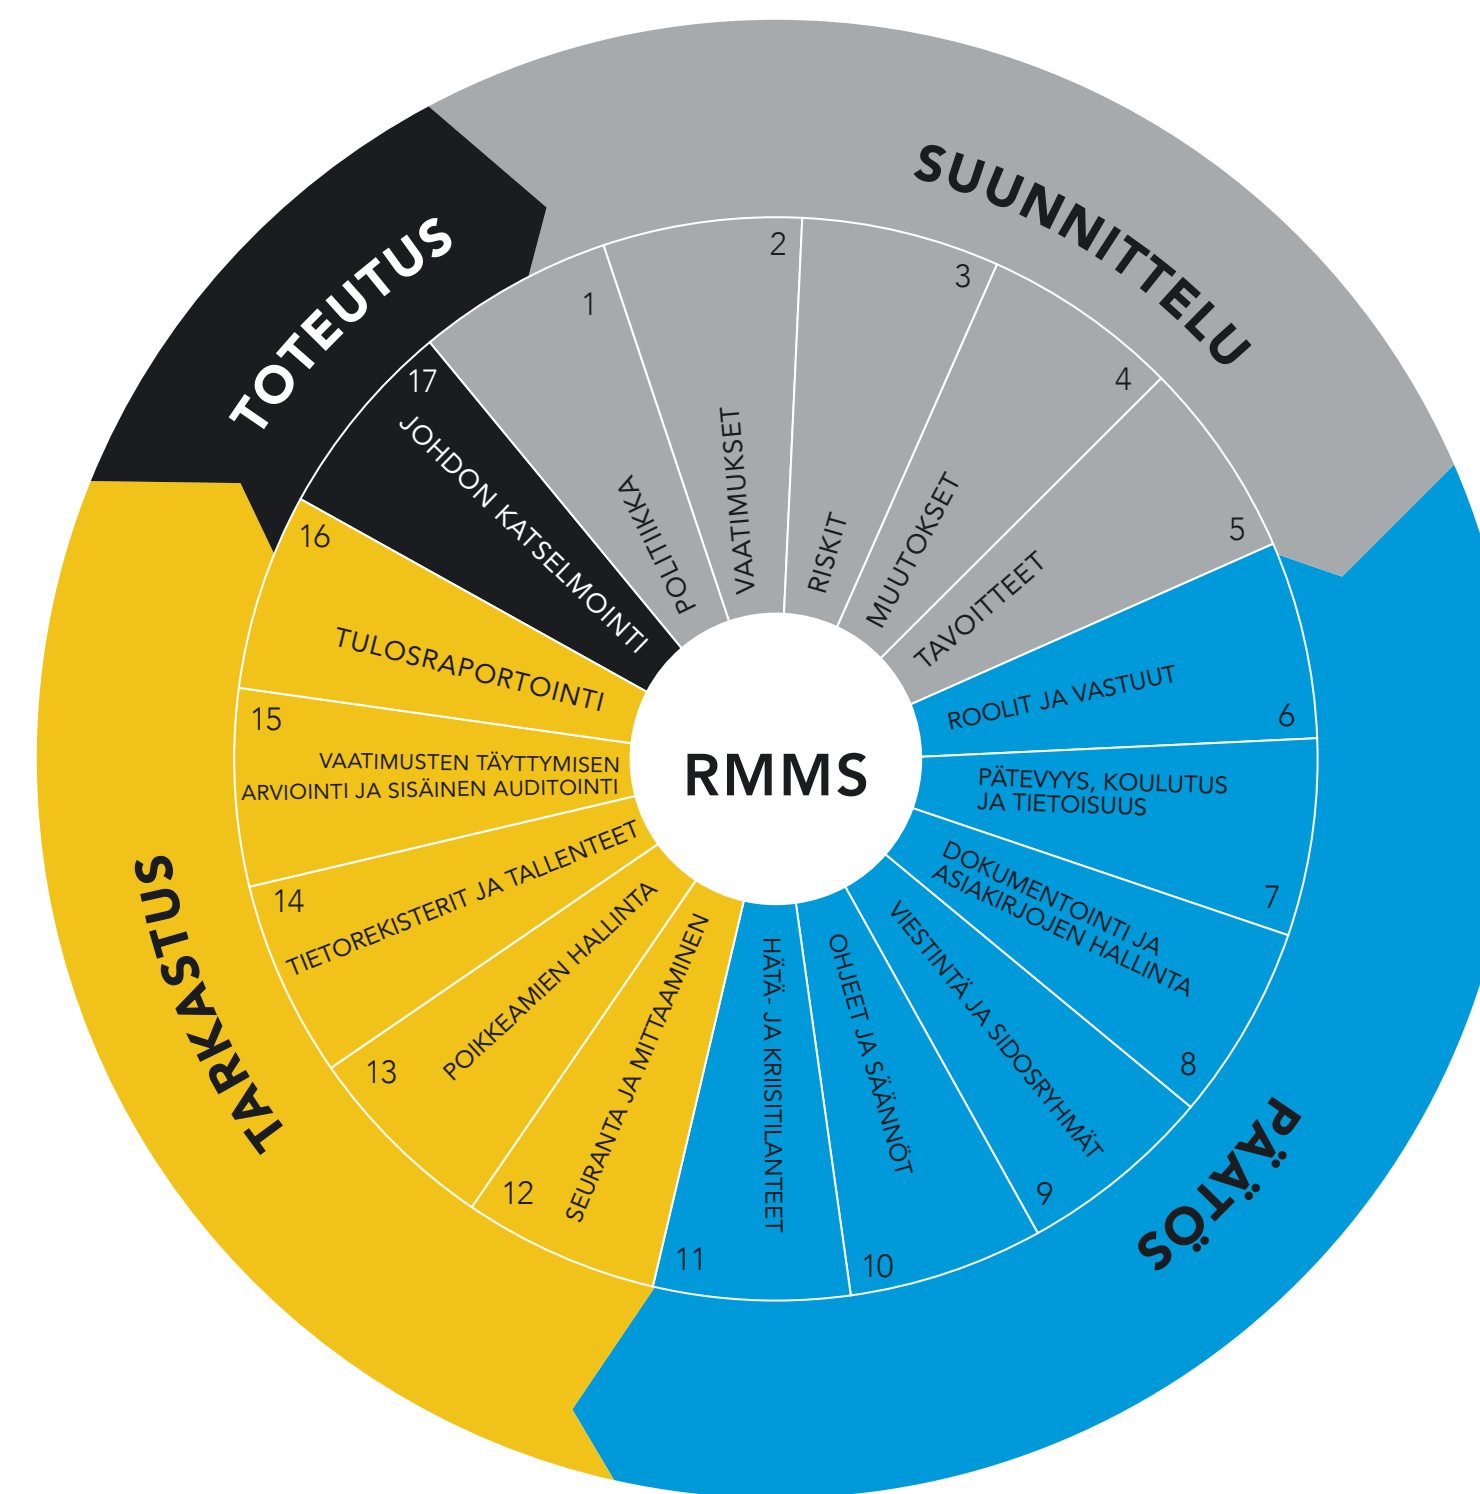 SUUNNITTELU
1
POLITIIKKA
2
VAATIMUKSET
3
RISKIT
4
MUUTOKSET
5
TAVOITTEET
PÄÄTÖS
6
ROOLIT JA VASTUUT
7
PÄTEVYYS, KOULUTUS
JA TIETOISUUS
8
DOKUMENTOINTI JA
ASIAKIRJOJEN HALLINTA
9
VIESTINTÄ JA SIDOSRYHMÄT
10
OHJEET JA SÄÄNNÖT
11
HÄTÄ- JA KRIISITILANTEET
TARKASTUS
12
SEURANTA JA MITTAAMINEN
13
POIKKEAMIEN HALLINTA
14
TIETOREKISTERIT JA TALLENTEET
15
VAATIMUSTEN TÄYTTYMISEN
ARVIOINTI JA SISÄINEN AUDITOINTI
16
TULOSRAPORTOINTI
TOTEUTUS
17
JOHDON KATSELMOINTI
RMMS